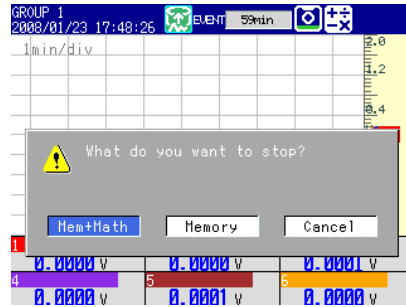 GROUP 1
2008/01/23 17:48:26 EVENT 59min
1min/div
2.0
1.2
0.4
What do you want to stop?
Mem+Math Memory Cancel
1
0.0000 V 0.0000 V 0.0001 V
4 5 6
0.0000 V 0.0001 V 0.0000 V